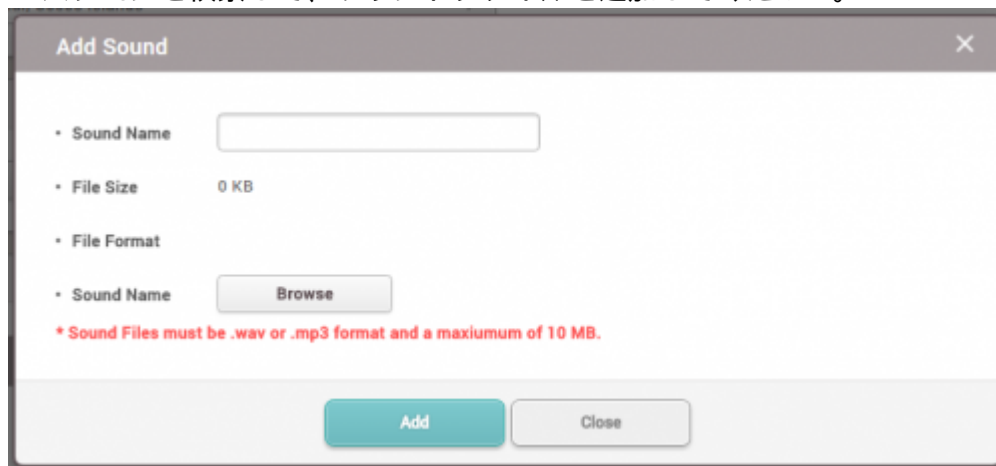 Add Sound
• Sound Name
• File Size 0 KB
• File Format
• Sound Name Browse
* Sound Files must be .wav or .mp3 format and a maxiumum of 10 MB.
Add Close